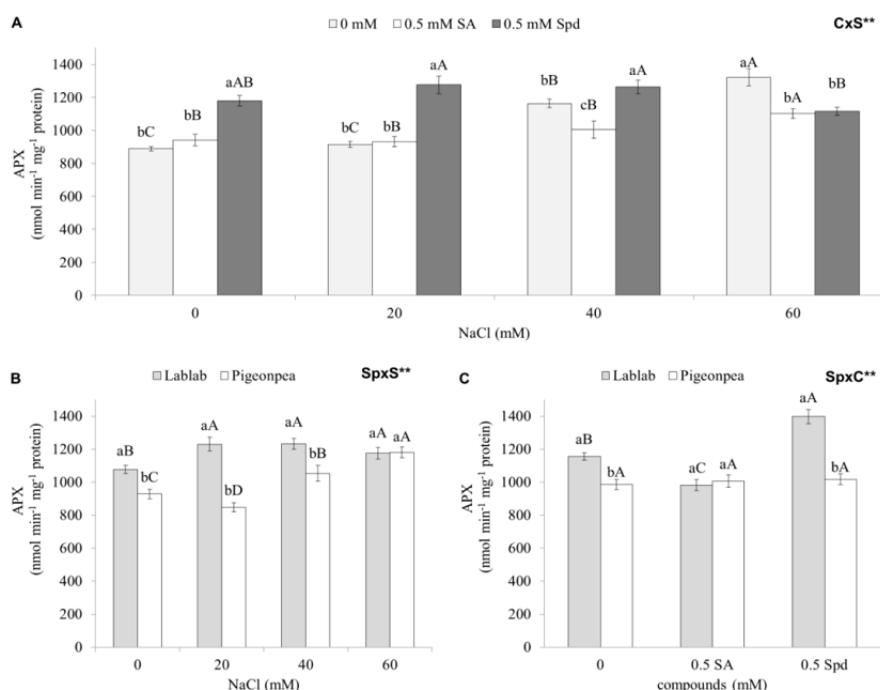 A
0 mM 0.5 mM SA 0.5 mM Spd
CxS**
APX
(nmol min-1 mg-1 protein)
1400
1200
1000
800
600
400
200
0
bC bB aAB
bC bB aA
bB cB aA
aA bA bB
0 20 40 60
NaCl (mM)
B
Lablab Pigeonpea
SpxS**
APX
(nmol min-1 mg-1 protein)
1400
1200
1000
800
600
400
200
0
aB bC aA bD aA bB aA aA
0 20 40 60
NaCl (mM)
C
Lablab Pigeonpea
SpxC**
APX
(nmol min-1 mg-1 protein)
1400
1200
1000
800
600
400
200
0
aB bA aC aA aA bA
0 0.5 SA 0.5 Spd
compounds (mM)